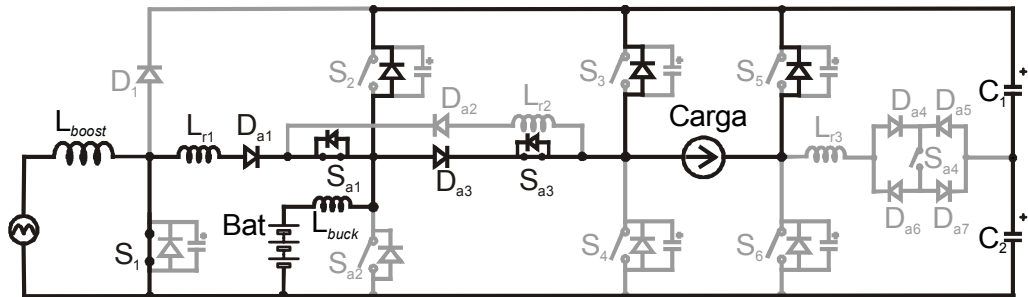 D1
Lboost
Lr1
Da1
Sa1
Bat
Lbuck
S1
S2
Da2
Lr2
Da3
Sa3
Sa2
S3
Carga
S4
S5
S6
Lr3
Da4
Da5
Sa4
Da6
Da7
C1
+
C2
+